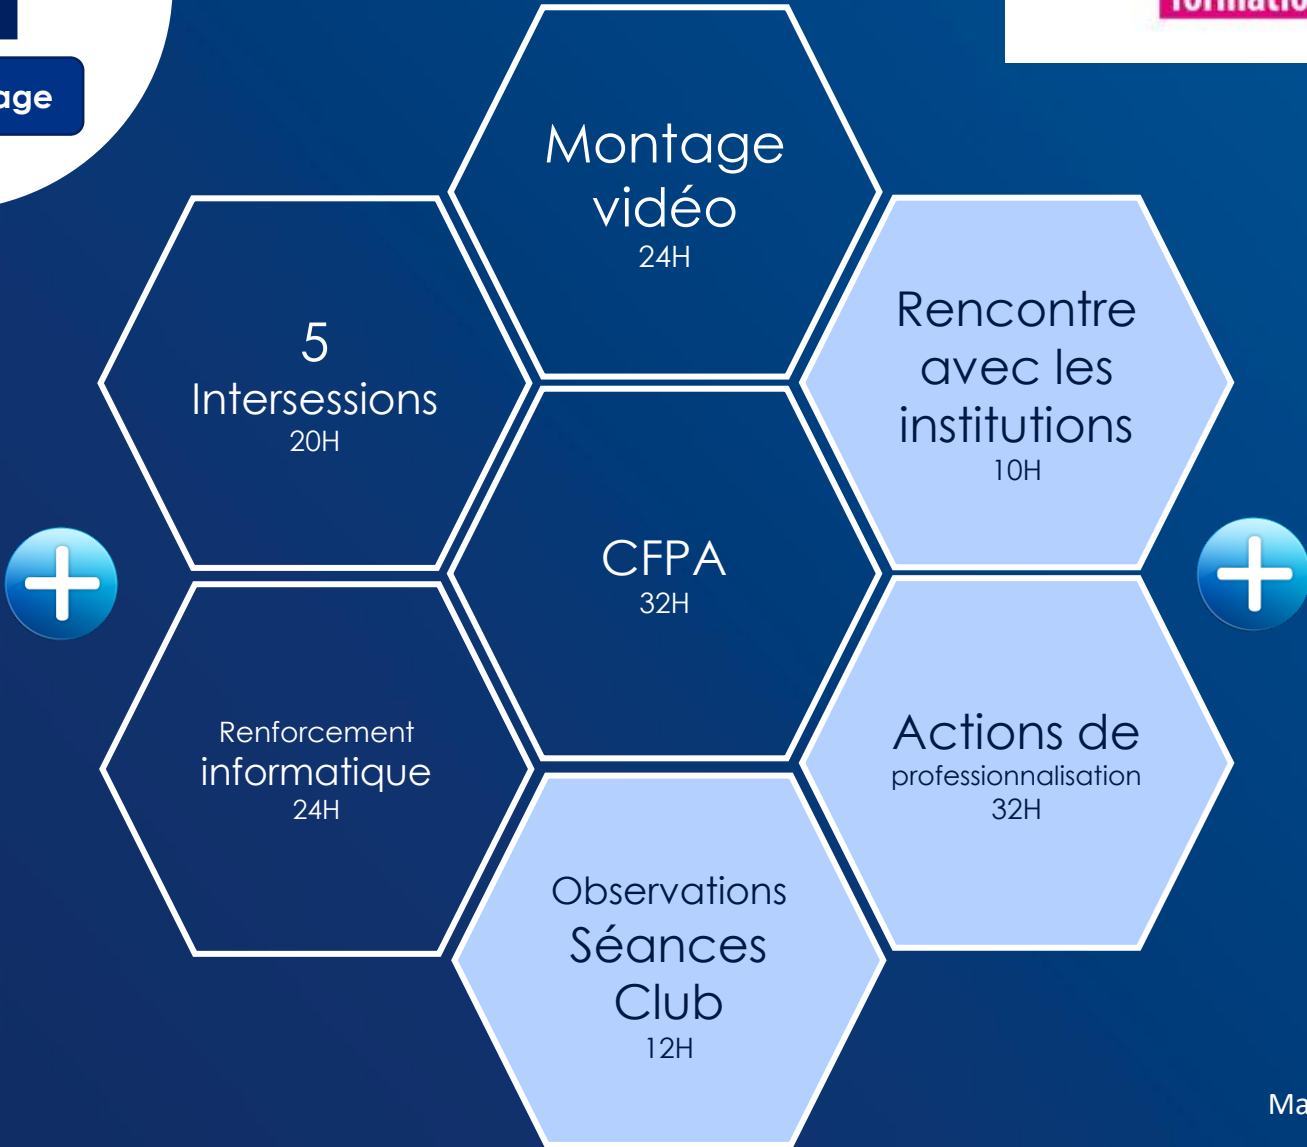 Montage
vidéo
24H
5
Intersessions
20H
Rencontre
avec les
institutions
10H
CFPA
32H
Renforcement
informatique
24H
Actions de
professionnalisation
32H
Observations
Séances
Club
12H